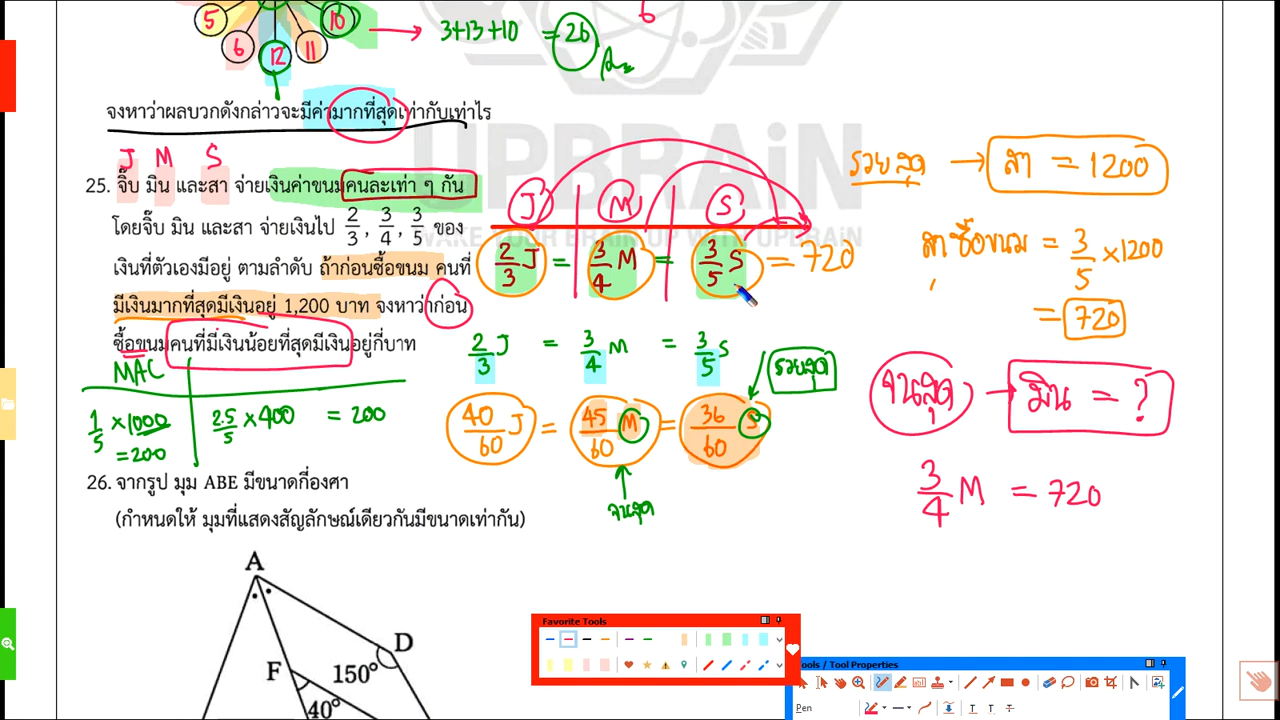 5
6
12
11
10
3+13+10 = 26
6
จงหาว่าผลบวกดังกล่าวจะมีค่ามากที่สุดเท่ากับเท่าไร
UPBRAiN
J M S
25. จิ๊บ มิน และสา จ่ายเงินค่าขนมคนละเท่า ๆ กัน
โดยจิ๊บ มิน และสา จ่ายเงินไป 2/3, 3/4, 3/5 ของ
เงินที่ตัวเองมีอยู่ ตามลำดับ ถ้าก่อนซื้อขนม คนที่
มีเงินมากที่สุดมีเงินอยู่ 1,200 บาท จงหาว่าก่อน
ซื้อขนมคนที่มีเงินน้อยที่สุดมีเงินอยู่กี่บาท
MAC
1/5 ×1000 =200
2.5/5 ×400 = 200
J M S
2/3 J = 3/4 M = 3/5 S = 720
2/3 J = 3/4 M = 3/5 S
รวยสุด
40/60 J = 45/60 M = 36/60 S
จนสุด
รวยสุด → สา = 1200
สาซื้อขนม = 3/5 ×1200
= 720
จนสุด → มิน = ?
3/4 M = 720
26. จากรูป มุม ABE มีขนาดกี่องศา
(กำหนดให้ มุมที่แสดงสัญลักษณ์เดียวกันมีขนาดเท่ากัน)
A
D
F
150°
40°
Favorite Tools
Tools / Tool Properties
Pen